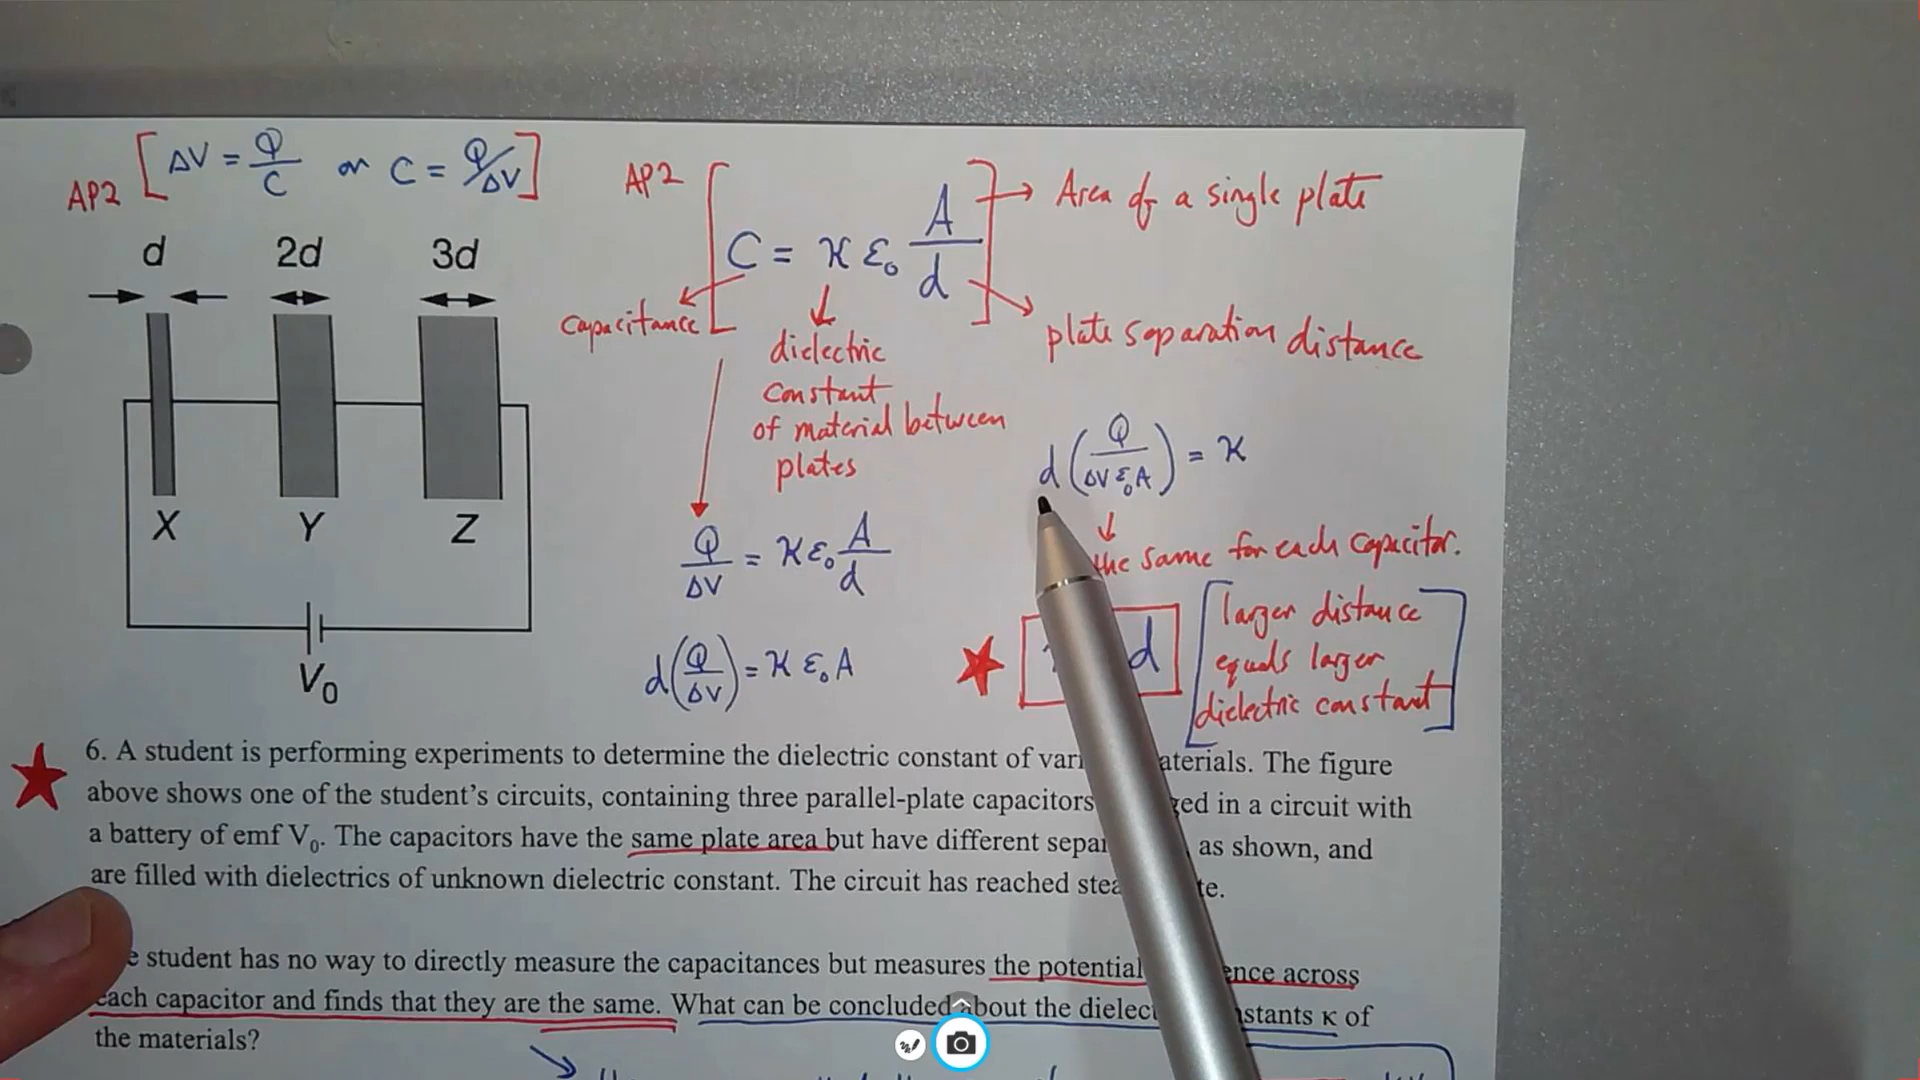 AP2 [ΔV = Q/C or C = Q/ΔV]
AP2
C = κ ε₀ A/d
Area of a single plate
capacitance
dielectric
constant
of material between
plates
plate separation distance
d 2d 3d
X Y Z
V₀
Q/ΔV = κ ε₀ A/d
d(Q/ΔV) = κ ε₀ A
d(Q/ΔV ε₀ A) = κ
the same for each capacitor.
d
[larger distance
equals larger
dielectric constant]
6. A student is performing experiments to determine the dielectric constant of aterials. The figure
above shows one of the student's circuits, containing three parallel-plate capacitors ged in a circuit with
a battery of emf V₀. The capacitors have the same plate area but have different as shown, and
are filled with dielectrics of unknown dielectric constant. The circuit has reached te.
e student has no way to directly measure the capacitances but measures the potential ence across
each capacitor and finds that they are the same. What can be concluded about the nstants κ of
the materials?